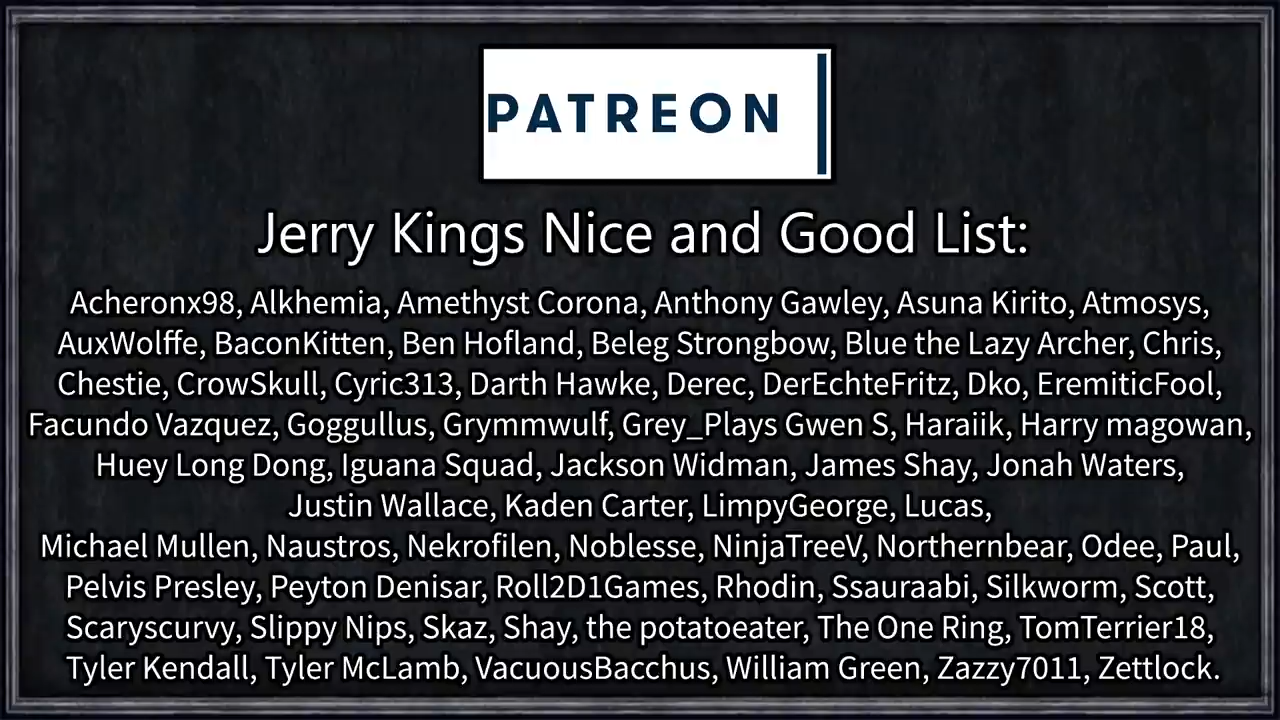 PATREON
Jerry Kings Nice and Good List:
Acheronx98, Alkhemia, Amethyst Corona, Anthony Gawley, Asuna Kirito, Atmosys,
AuxWolffe, BaconKitten, Ben Hofland, Beleg Strongbow, Blue the Lazy Archer, Chris,
Chestie, CrowSkull, Cyric313, Darth Hawke, Derec, DerEchteFritz, Dko, EremiticFool,
Facundo Vazquez, Goggullus, Grymmwulf, Grey_Plays Gwen S, Haraiik, Harry magowan,
Huey Long Dong, Iguana Squad, Jackson Widman, James Shay, Jonah Waters,
Justin Wallace, Kaden Carter, LimpyGeorge, Lucas,
Michael Mullen, Naustros, Nekrofilen, Noblesse, NinjaTreeV, Northernbear, Odee, Paul,
Pelvis Presley, Peyton Denisar, Roll2D1Games, Rhodin, Ssauraabi, Silkworm, Scott,
Scaryscurvy, Slippy Nips, Skaz, Shay, the potatoeater, The One Ring, TomTerrier18,
Tyler Kendall, Tyler McLamb, VacuousBacchus, William Green, Zazzy7011, Zettlock.